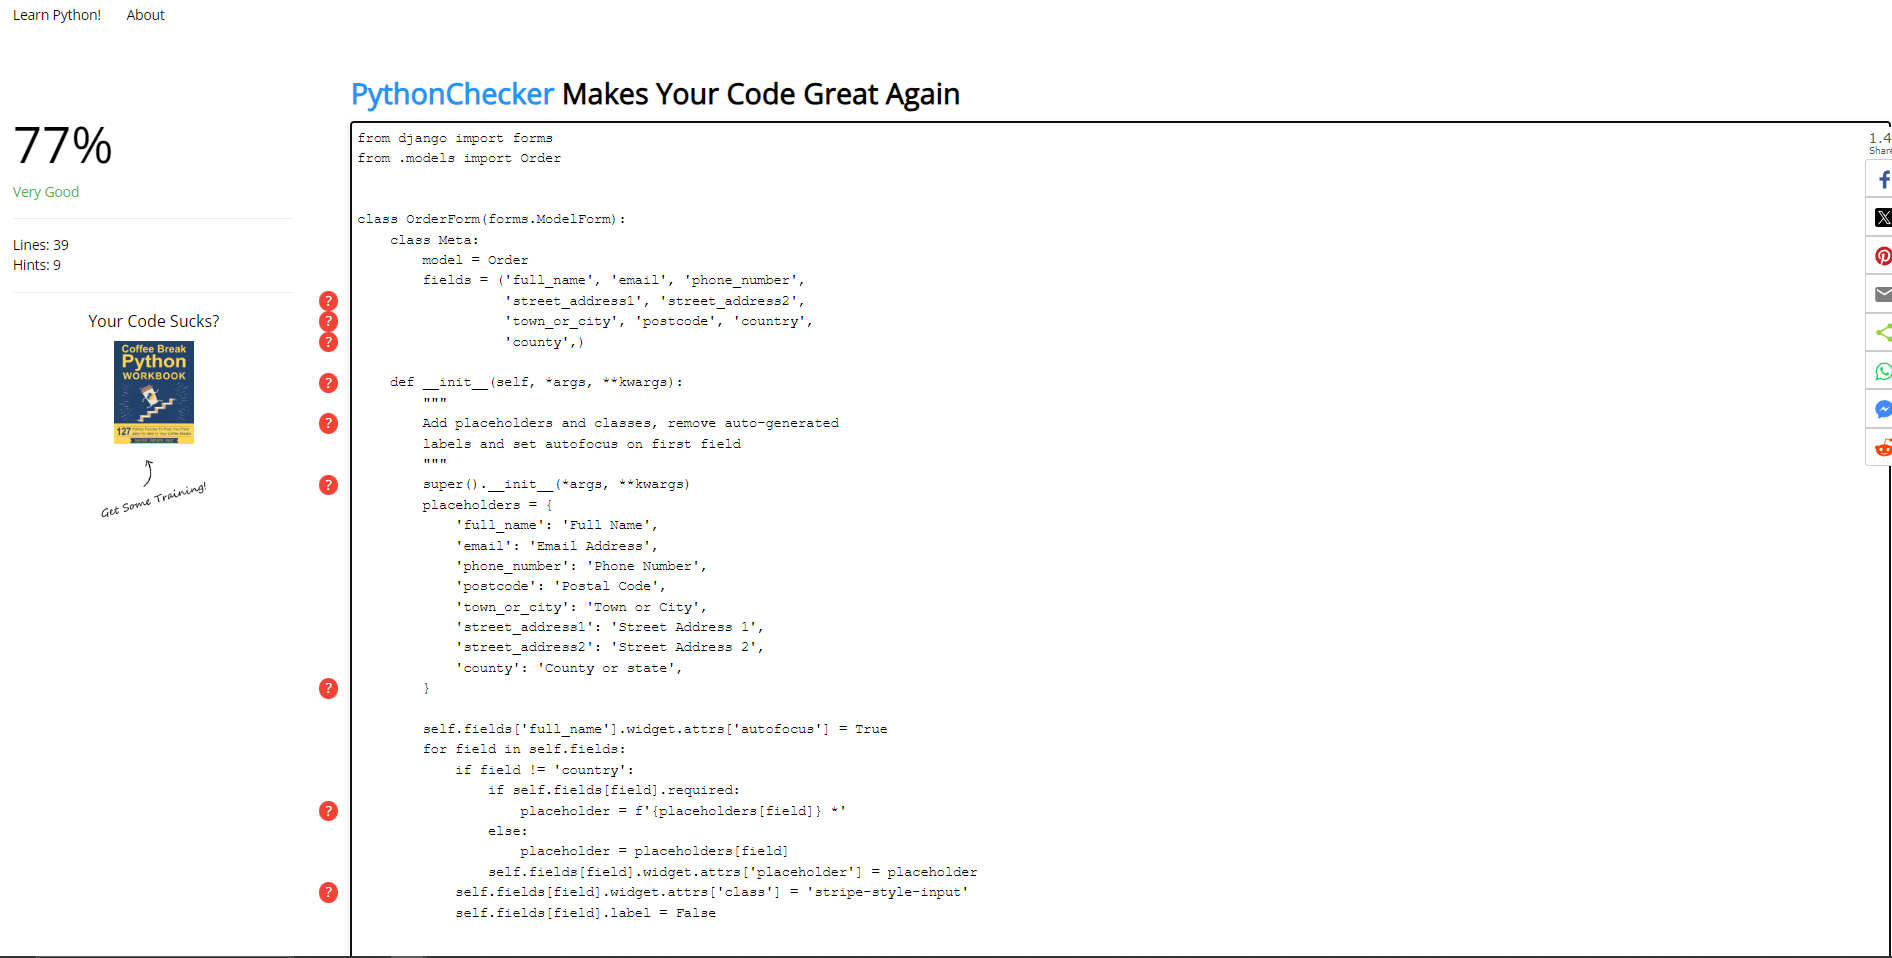 Learn Python! About
PythonChecker Makes Your Code Great Again
77%
Very Good
Lines: 39
Hints: 9
Your Code Sucks?
Coffee Break
Python
WORKBOOK
127
Get Some Training!
from django import forms
from .models import Order
class OrderForm(forms.ModelForm):
    class Meta:
        model = Order
        fields = ('full_name', 'email', 'phone_number',
                  'street_address1', 'street_address2',
                  'town_or_city', 'postcode', 'country',
                  'county',)
    def __init__(self, *args, **kwargs):
        """
        Add placeholders and classes, remove auto-generated
        labels and set autofocus on first field
        """
        super().__init__(*args, **kwargs)
        placeholders = {
            'full_name': 'Full Name',
            'email': 'Email Address',
            'phone_number': 'Phone Number',
            'postcode': 'Postal Code',
            'town_or_city': 'Town or City',
            'street_address1': 'Street Address 1',
            'street_address2': 'Street Address 2',
            'county': 'County or state',
        }
        self.fields['full_name'].widget.attrs['autofocus'] = True
        for field in self.fields:
            if field != 'country':
                if self.fields[field].required:
                    placeholder = f'{placeholders[field]} *'
                else:
                    placeholder = placeholders[field]
                self.fields[field].widget.attrs['placeholder'] = placeholder
            self.fields[field].widget.attrs['class'] = 'stripe-style-input'
            self.fields[field].label = False
?
?
?
?
?
?
?
?
?
1.4
Share